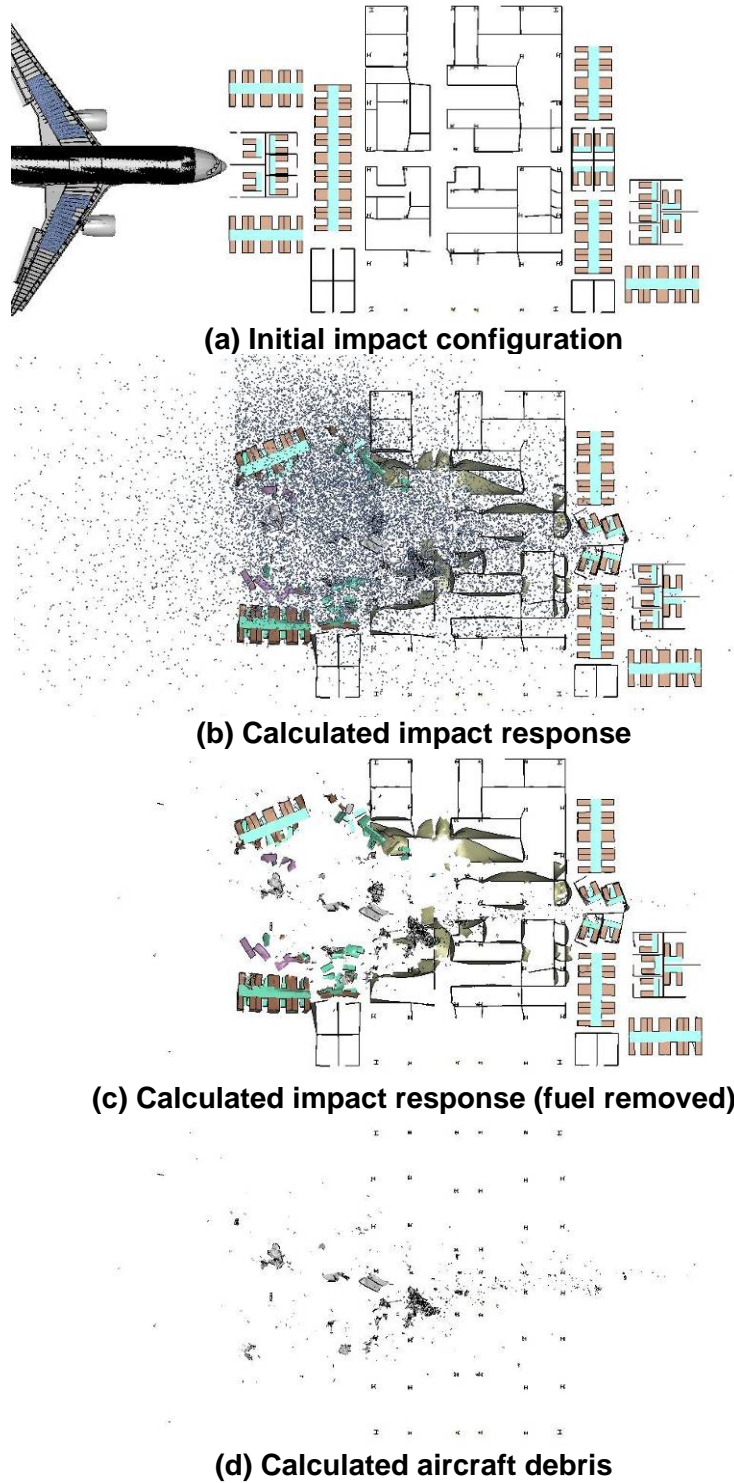 (a) Initial impact configuration
(b) Calculated impact response
(c) Calculated impact response (fuel removed)
(d) Calculated aircraft debris